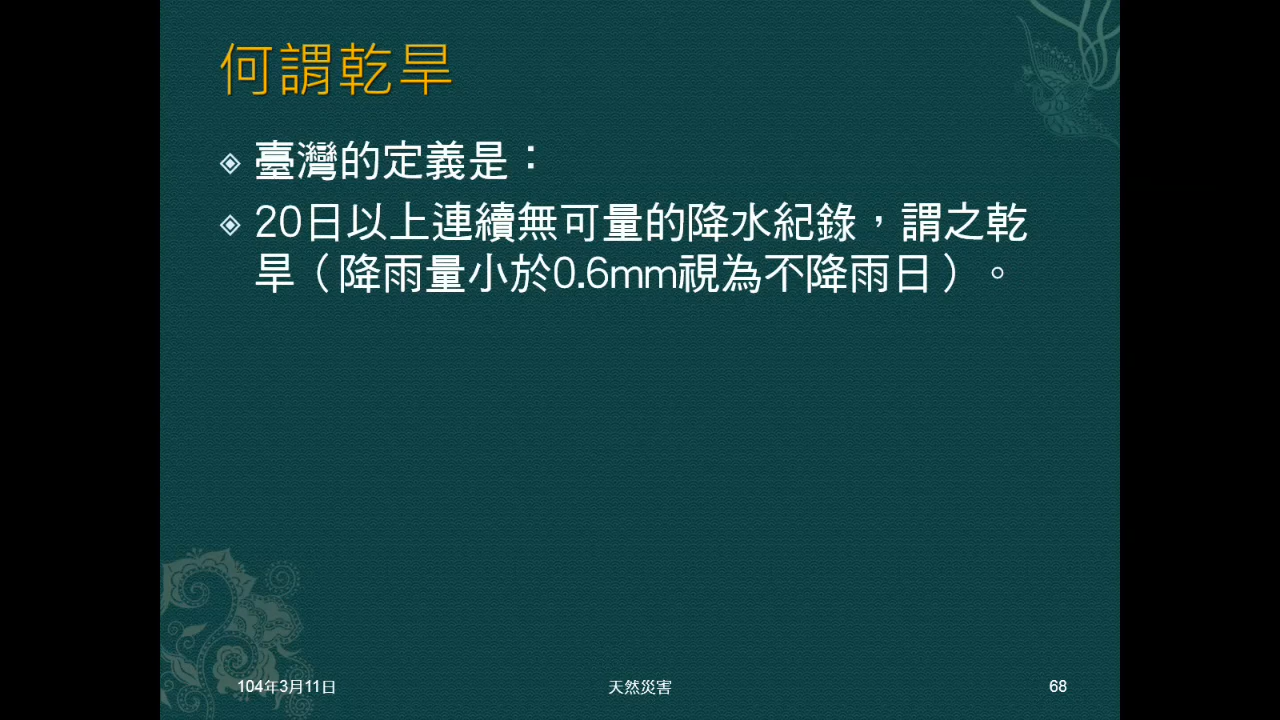 何謂乾旱
臺灣的定義是：
20日以上連續無可量的降水紀錄，謂之乾
旱（降雨量小於0.6mm視為不降雨日）。
104年3月11日
天然災害
68